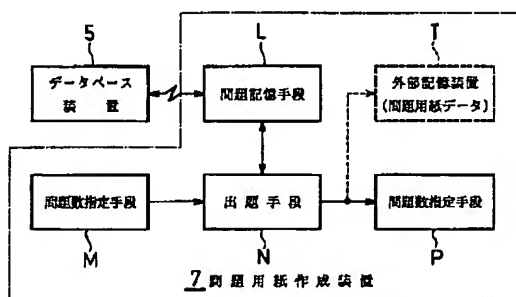 5
L
T
データベース
装置
問題記憶手段
外部記憶装置
(問題用紙データ)
問題数指定手段
出題手段
問題数指定手段
M
N
P
7 問題用紙作成装置